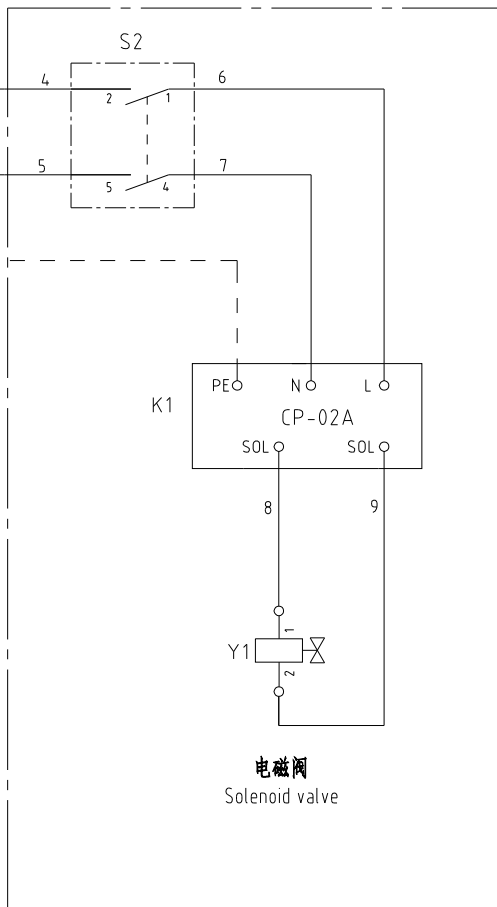 S2
4 2 1 6
5 5 4 7
PE N L
K1
CP-02A
SOL SOL
8 9
1
Y1
2
电磁阀
Solenoid valve